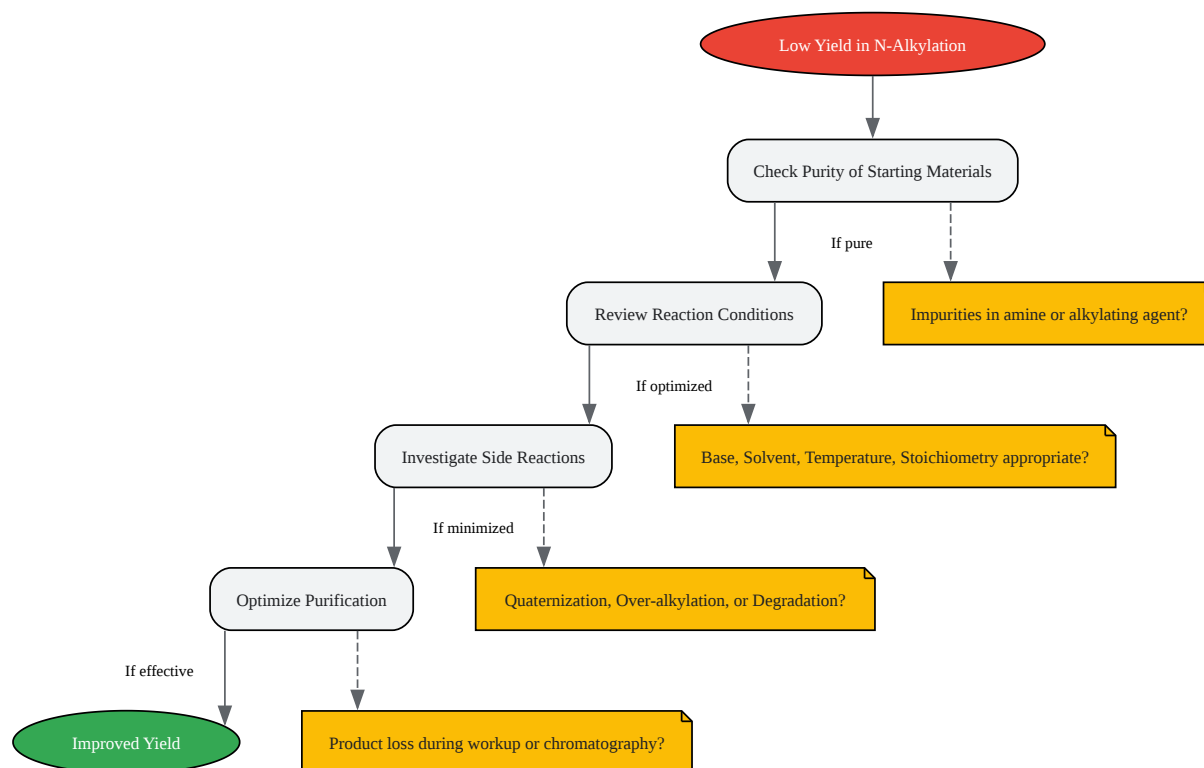 Low Yield in N-Alkylation
Check Purity of Starting Materials
If pure
Review Reaction Conditions
Impurities in amine or alkylating agent?
If optimized
Investigate Side Reactions
Base, Solvent, Temperature, Stoichiometry appropriate?
If minimized
Optimize Purification
Quaternization, Over-alkylation, or Degradation?
If effective
Improved Yield
Product loss during workup or chromatography?